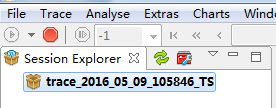 File Trace Analyse Extras Charts Windo
-1
Session Explorer
trace_2016_05_09_105846_TS